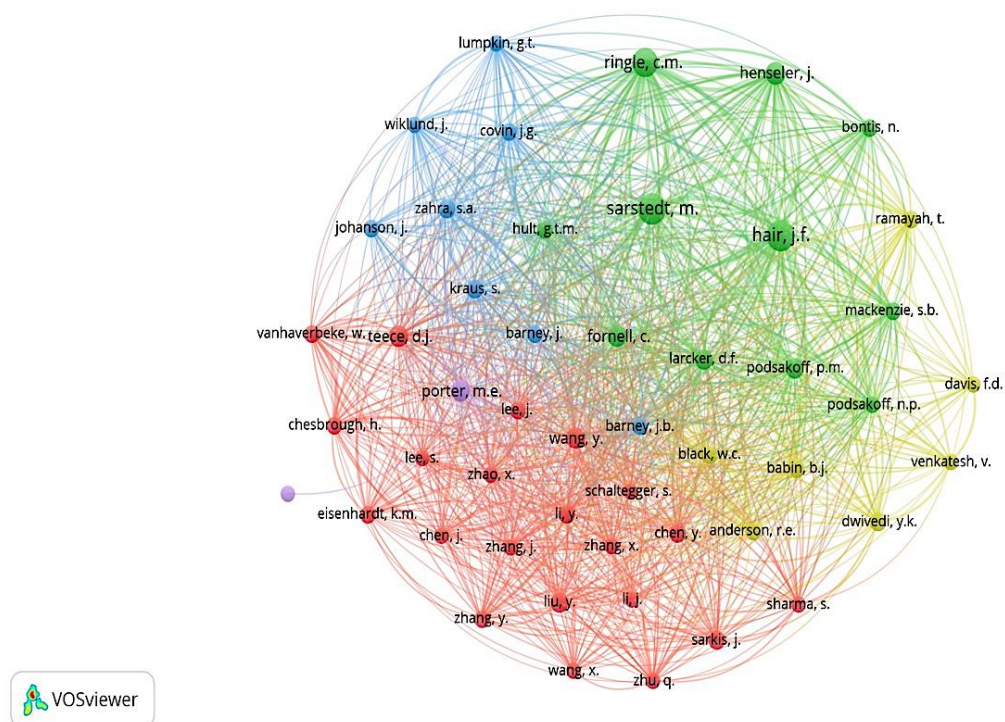 lumpkin, g.t.
ringle, c.m.
henseler, j.
wiklund, j.
covin, j.g.
bontis, n.
zahra, s.a.
sarstedt, m.
ramayah, t.
johanson, j.
hult, g.t.m.
hair, j.f.
kraus, s.
mackenzie, s.b.
vanhaverbeke, w.
teece, d.j.
barney, j.
fornell, c.
larcker, d.f.
podsakoff, p.m.
davis, f.d.
porter, m.e.
lee, j.
podsakoff, n.p.
chesbrough, h.
wang, y.
barney, j.b.
lee, s.
black, w.c.
venkatesh, v.
zhao, x.
babin, b.j.
schaltegger, s.
eisenhardt, k.m.
li, y.
dwivedi, y.k.
chen, j.
chen, y.
anderson, r.e.
zhang, j.
zhang, x.
liu, y.
li, j.
sharma, s.
zhang, y.
sarkis, j.
wang, x.
zhu, q.
VOSviewer